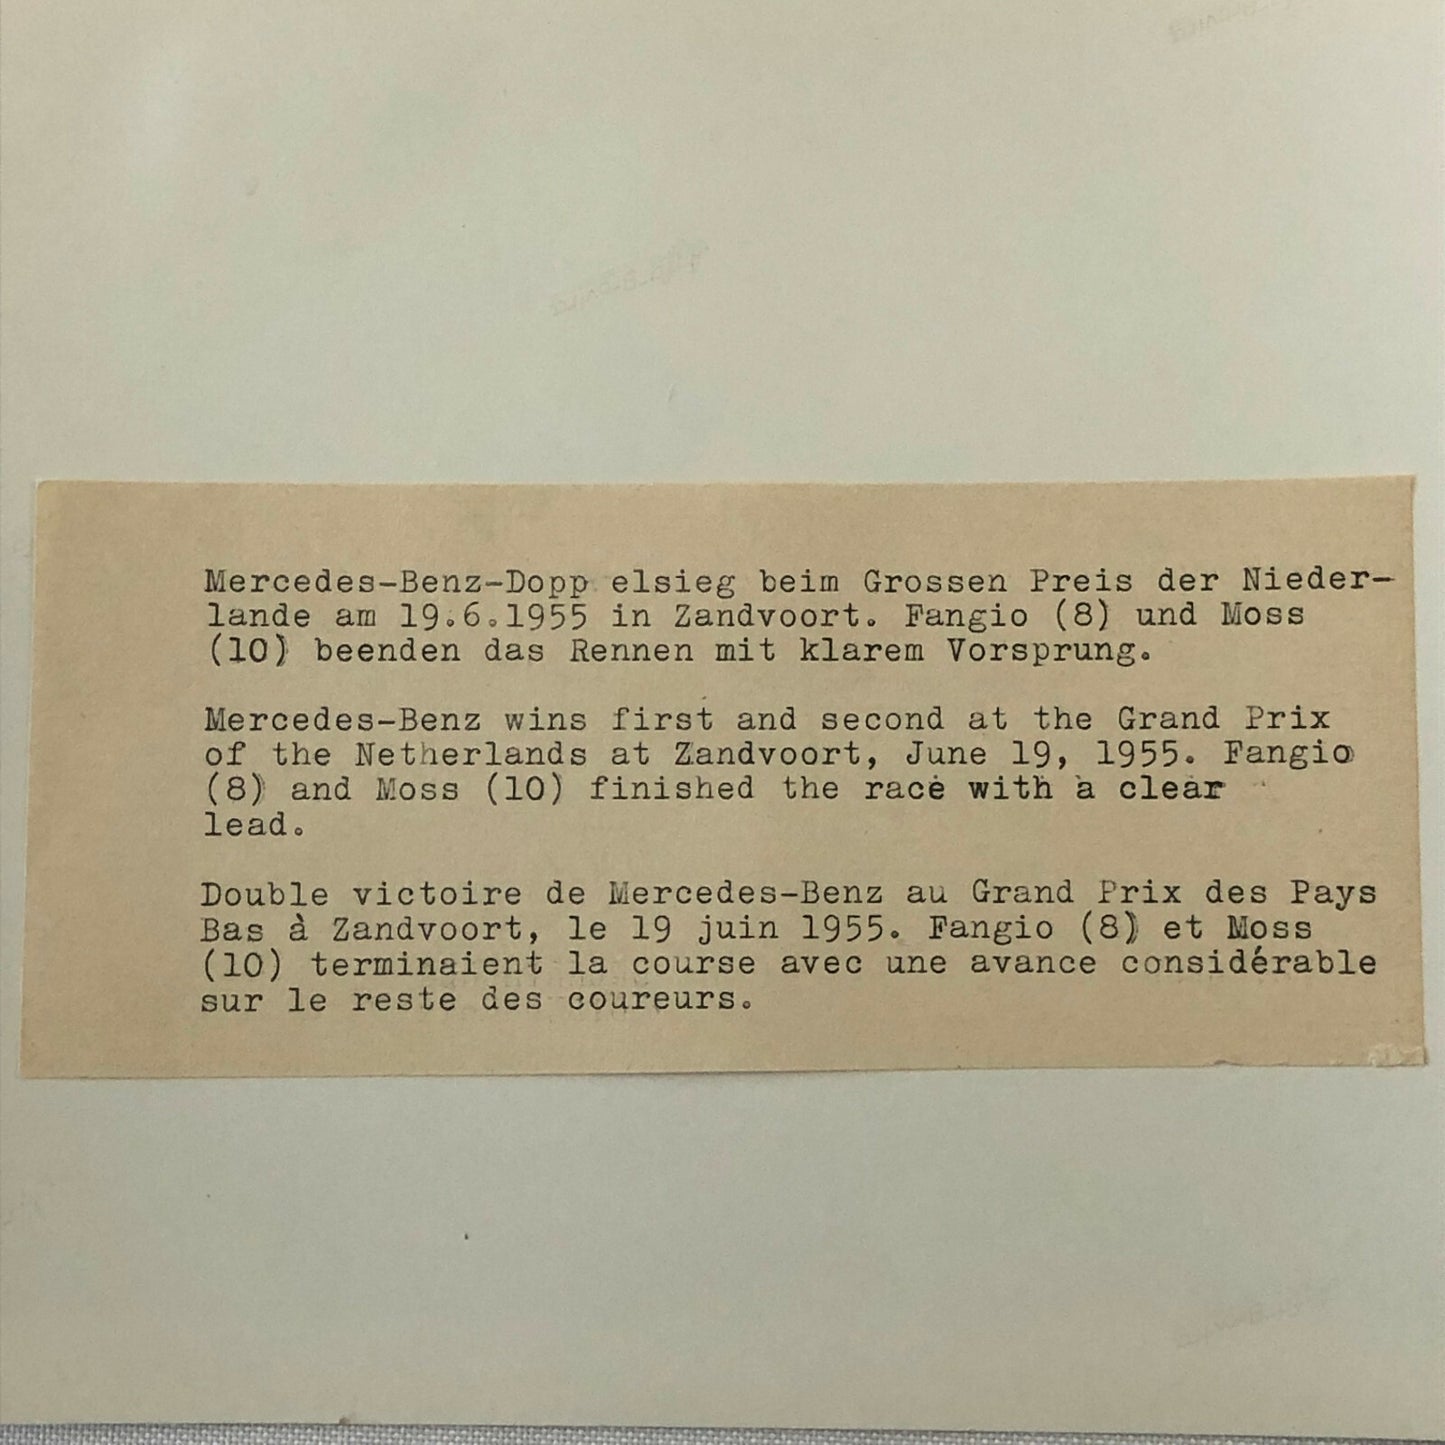 Mercedes-Benz-Dopp elsieg beim Grossen Preis der Nieder-
lande am 19.6.1955 in Zandvoort. Fangio (8) und Moss
(10) beenden das Rennen mit klarem Vorsprung.
Mercedes-Benz wins first and second at the Grand Prix
of the Netherlands at Zandvoort, June 19, 1955. Fangio
(8) and Moss (10) finished the race with a clear
lead.
Double victoire de Mercedes-Benz au Grand Prix des Pays
Bas à Zandvoort, le 19 juin 1955. Fangio (8) et Moss
(10) terminaient la course avec une avance considérable
sur le reste des coureurs.